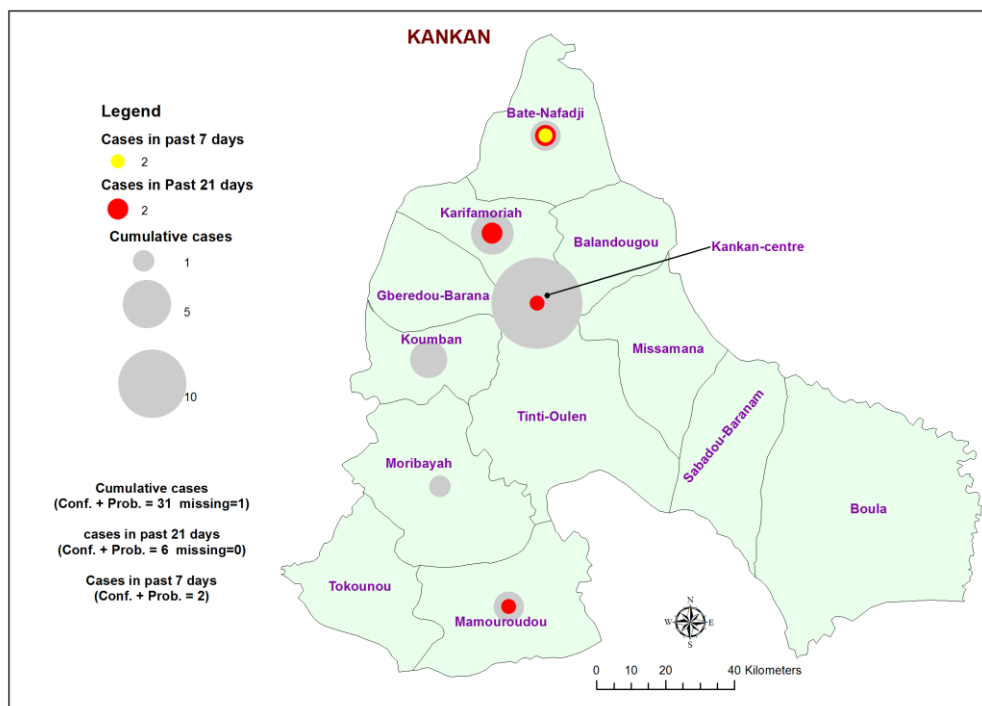 KANKAN
Legend
Cases in past 7 days
2
Cases in Past 21 days
2
Cumulative cases
1
5
10
Cumulative cases
(Conf. + Prob. = 31 missing=1)
cases in past 21 days
(Conf. + Prob. = 6 missing=0)
Cases in past 7 days
(Conf. + Prob. = 2)
Bate-Nafadji
Karifamoriah
Balandougou
Kankan-centre
Gberedou-Barana
Koumban
Missamana
Tinti-Oulen
Sabadou-Baranam
Moribayah
Boula
Tokounou
Mamouroudou
N
W E
S
0 10 20 40 Kilometers